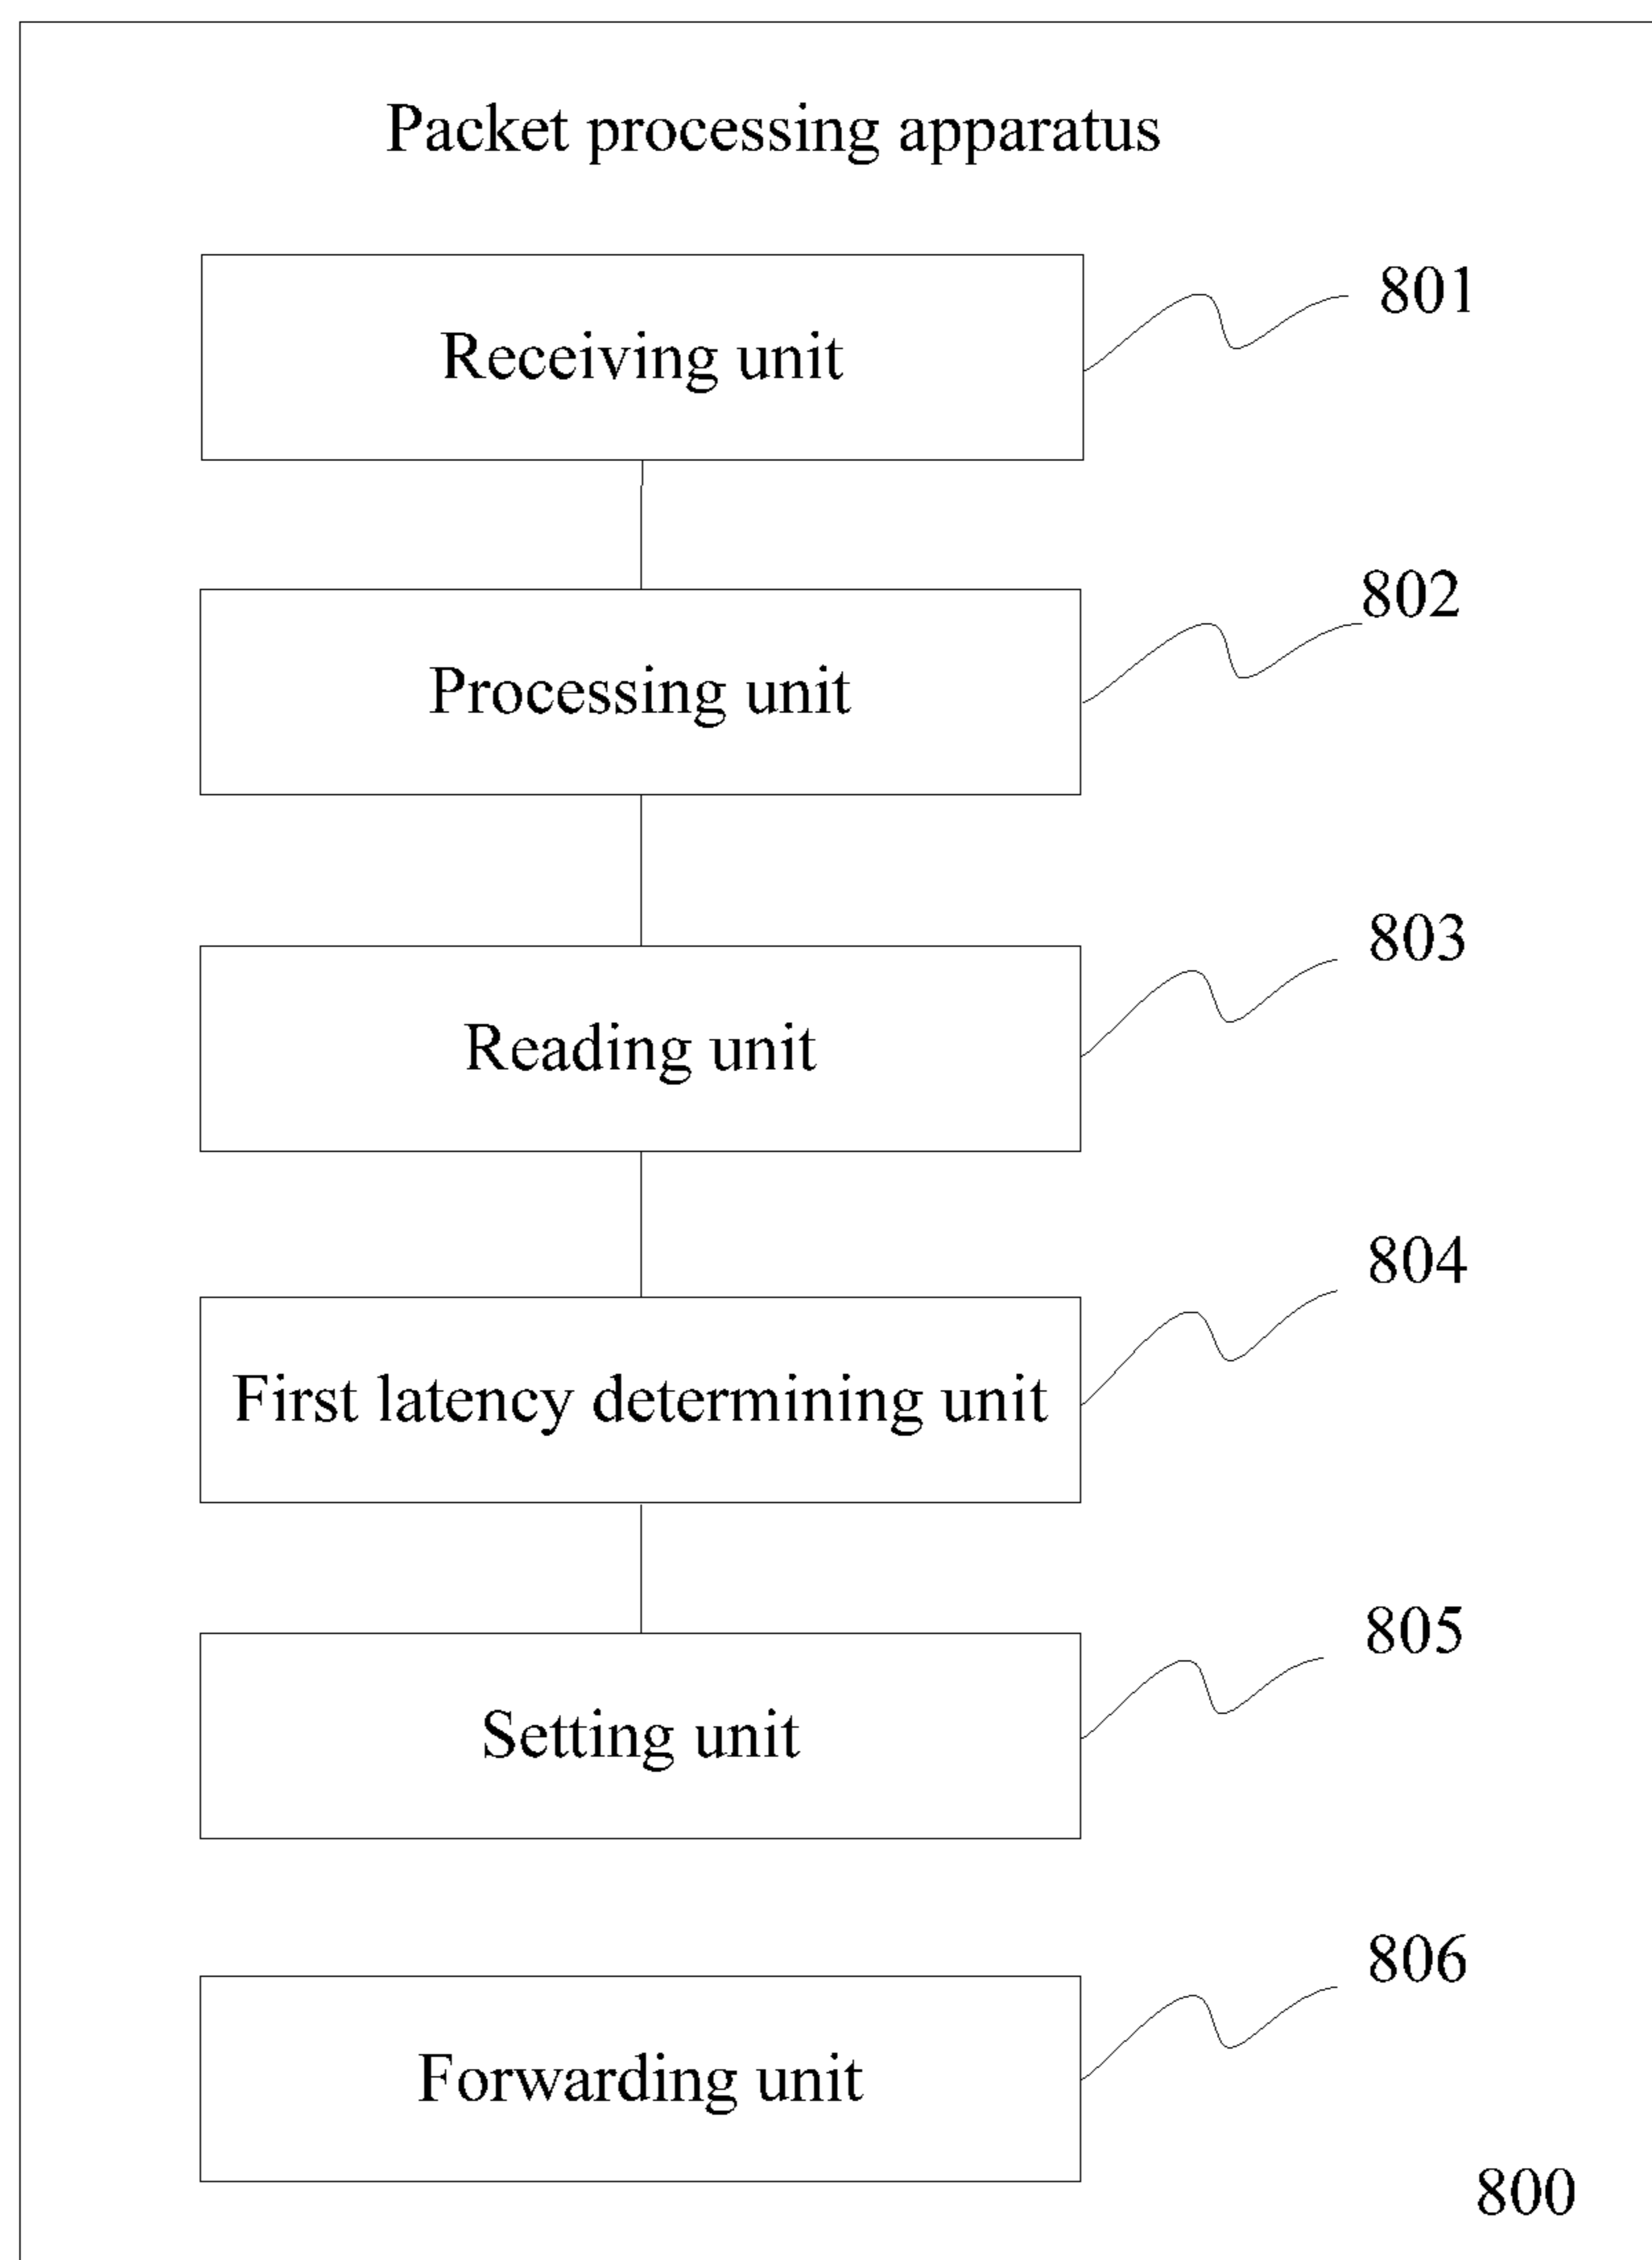 Packet processing apparatus
Receiving unit
801
Processing unit
802
Reading unit
803
First latency determining unit
804
Setting unit
805
Forwarding unit
806
800